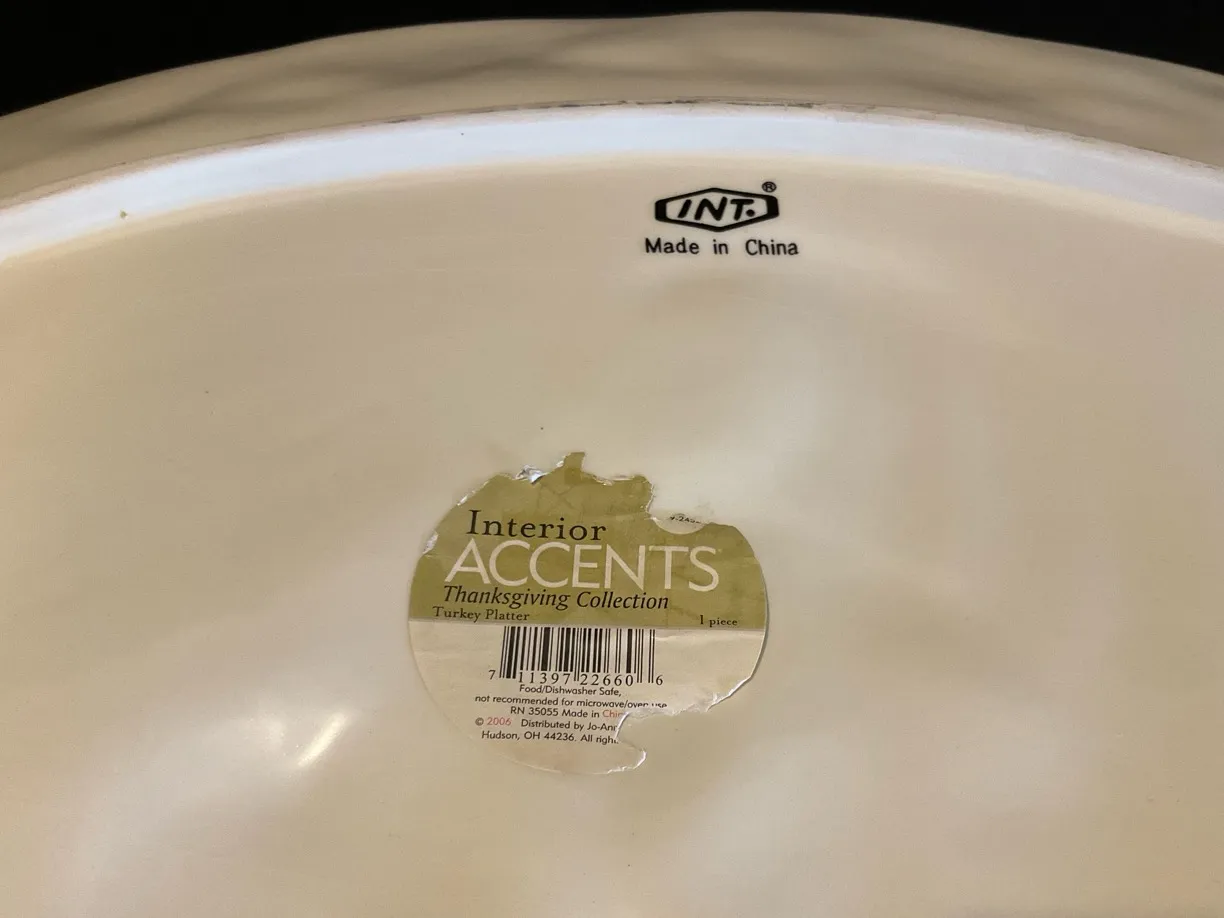 INT.®
Made in China
Interior
ACCENTS
Thanksgiving Collection
Turkey Platter 1 piece
7 11397 22660 6
Food/Dishwasher Safe,
not recommended for microwave/oven use
RN 35055 Made in
© 2006 Distributed by
Hudson, OH 44236. All